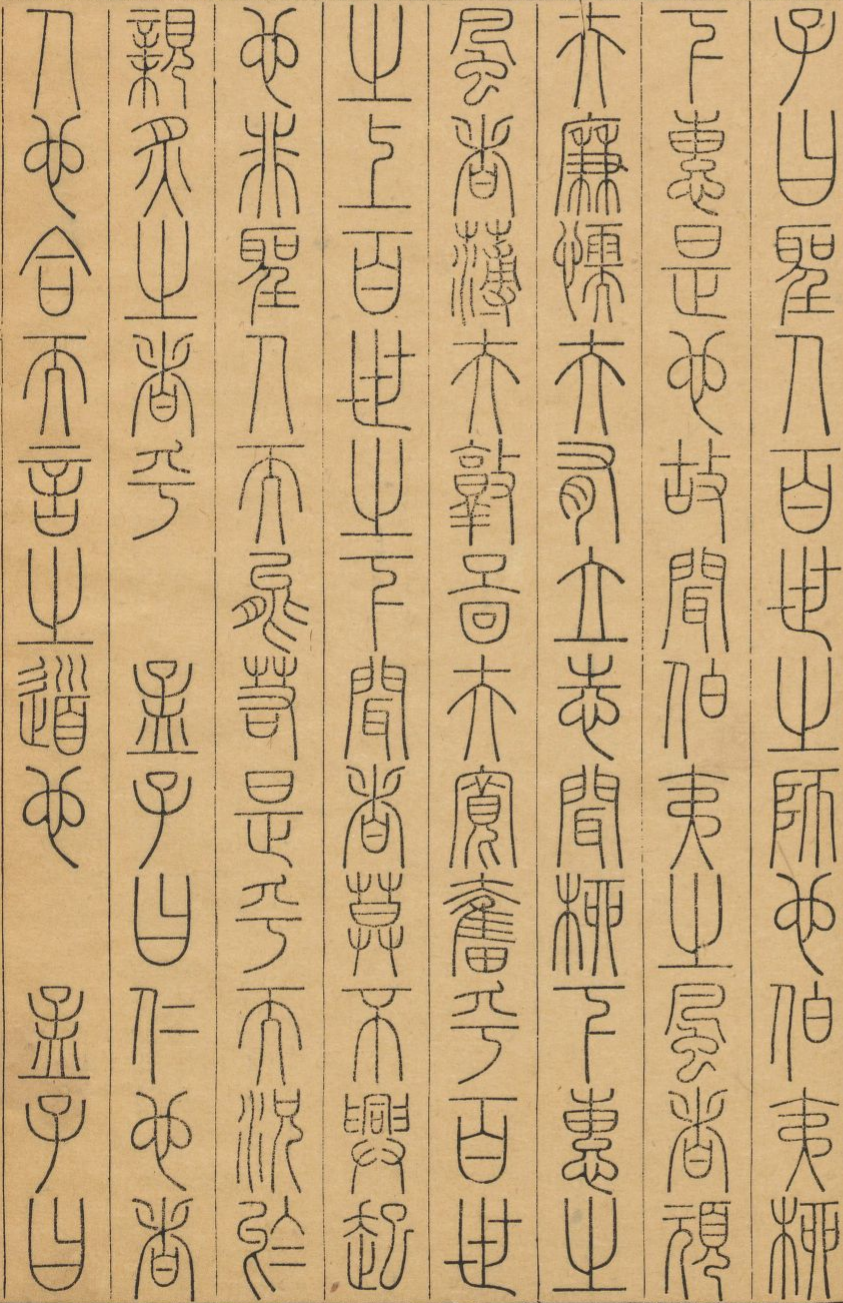 子曰聖人百世之師也伯夷柳
下惠是也故聞伯夷之風者頑
夫廉懦夫有立志聞柳下惠之
風者薄夫敦鄙夫寬奮乎百世
之上百世之下聞者莫不興起
也非聖人而能若是乎而況於
親炙之者乎　孟子曰仁也者
人也合而言之道也　孟子曰